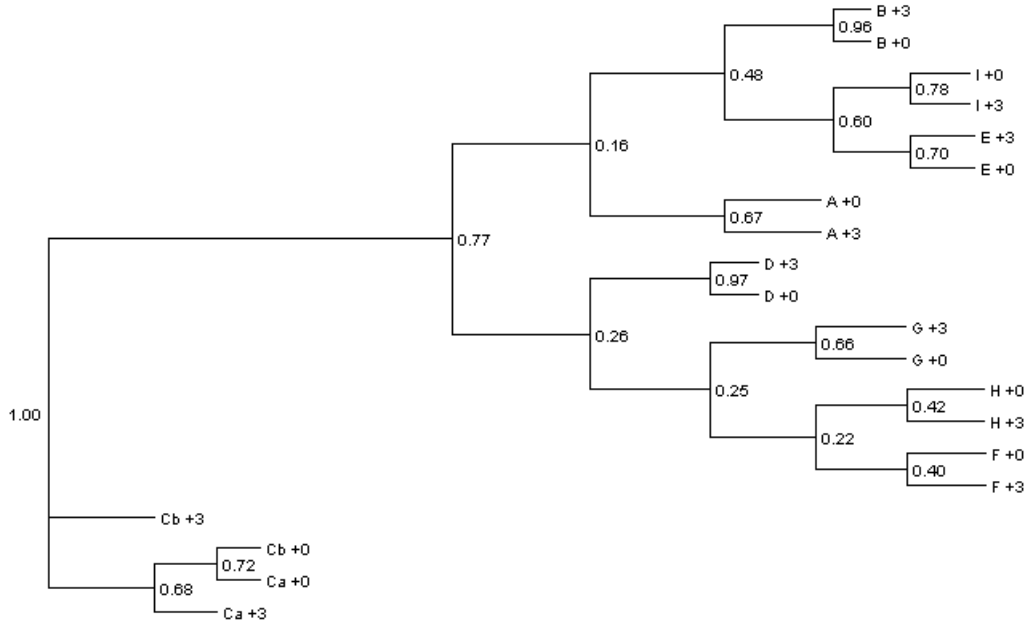 B +3
0.96
B +0
I +0
0.48
0.78
I +3
0.60
E +3
0.16
0.70
E +0
A +0
0.67
A +3
0.77
D +3
0.97
D +0
G +3
0.26
0.66
G +0
0.25
H +0
0.42
1.00
H +3
0.22
F +0
0.40
F +3
Cb +3
Cb +0
0.72
Ca +0
0.68
Ca +3